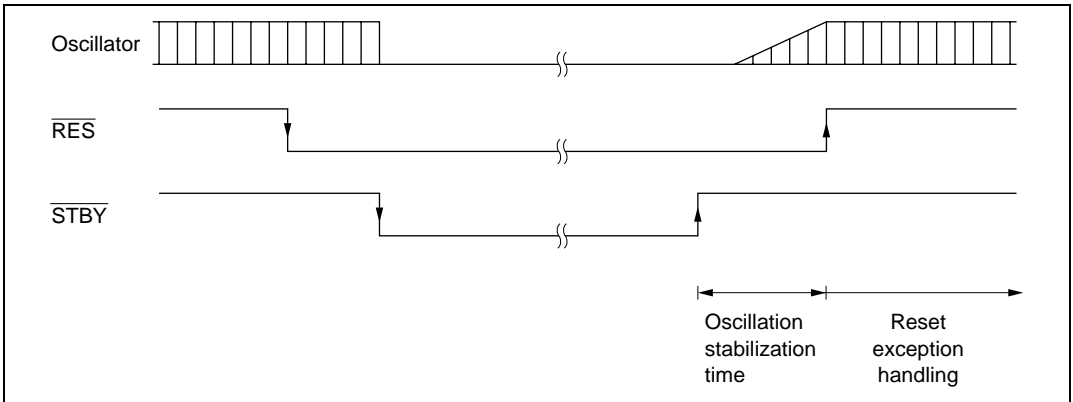 Oscillator
RES
STBY
Oscillation
stabilization
time
Reset
exception
handling